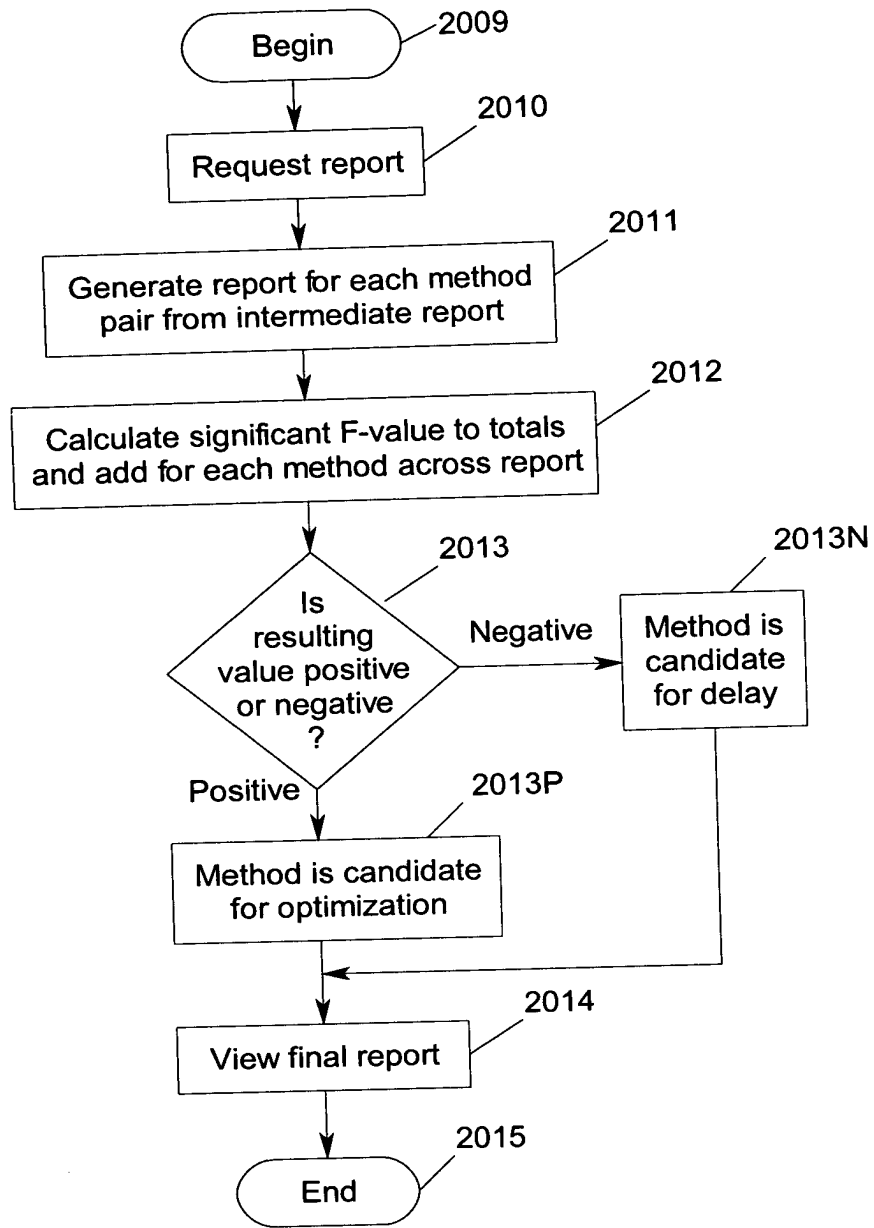 Begin
2009
2010
Request report
2011
Generate report for each method
pair from intermediate report
2012
Calculate significant F-value to totals
and add for each method across report
2013
2013N
Is
resulting
value positive
or negative
?
Negative
Method is
candidate
for delay
Positive
2013P
Method is candidate
for optimization
2014
View final report
2015
End